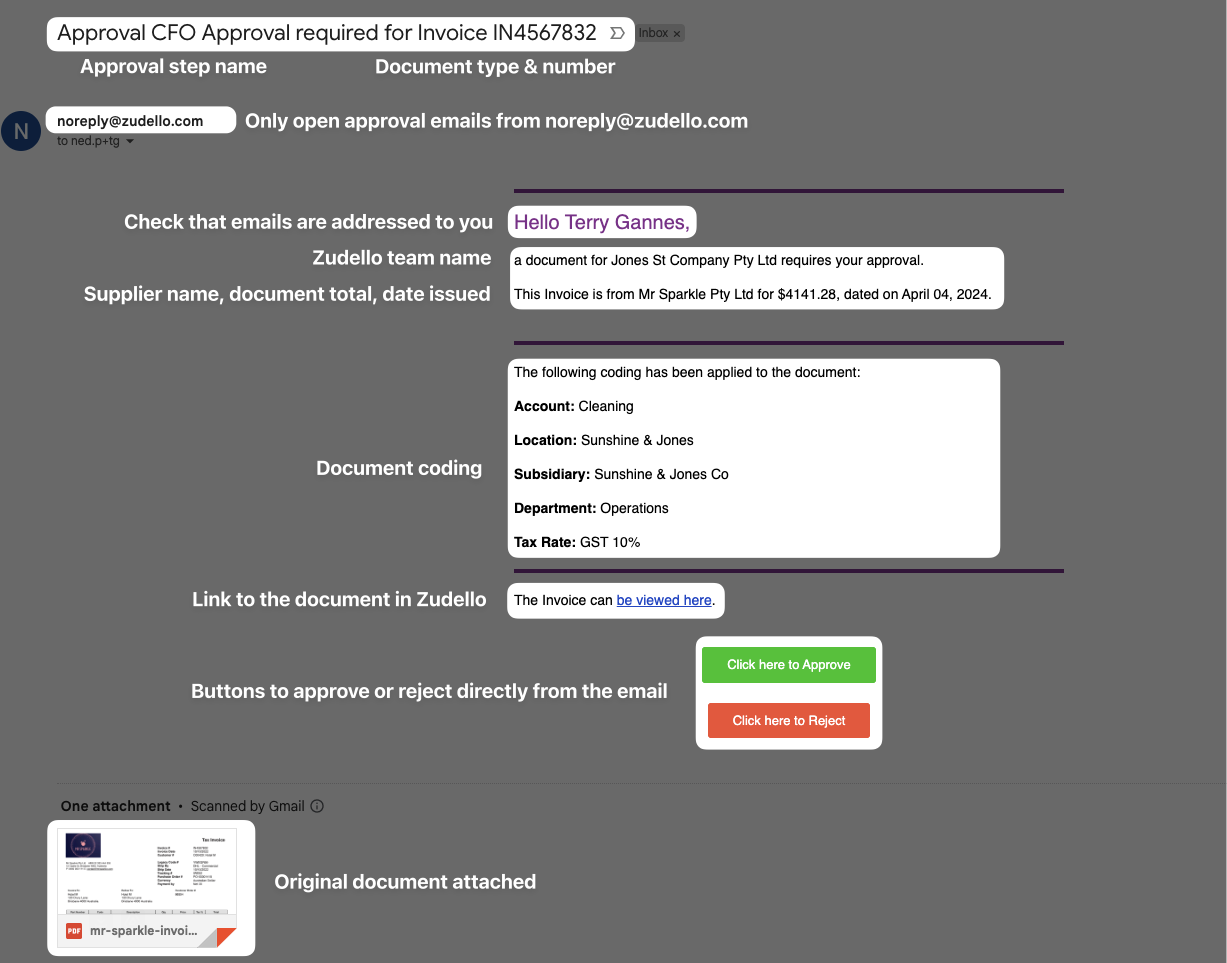 Approval CFO Approval required for Invoice IN4567832
Inbox ×
Approval step name
Document type & number
N
noreply@zudello.com
Only open approval emails from noreply@zudello.com
to ned.p+tg
Check that emails are addressed to you
Hello Terry Gannes,
Zudello team name
a document for Jones St Company Pty Ltd requires your approval.
Supplier name, document total, date issued
This Invoice is from Mr Sparkle Pty Ltd for $4141.28, dated on April 04, 2024.
The following coding has been applied to the document:
Account: Cleaning
Location: Sunshine & Jones
Document coding
Subsidiary: Sunshine & Jones Co
Department: Operations
Tax Rate: GST 10%
Link to the document in Zudello
The Invoice can be viewed here.
Click here to Approve
Buttons to approve or reject directly from the email
Click here to Reject
One attachment • Scanned by Gmail
Tax Invoice
Original document attached
PDF
mr-sparkle-invoi...